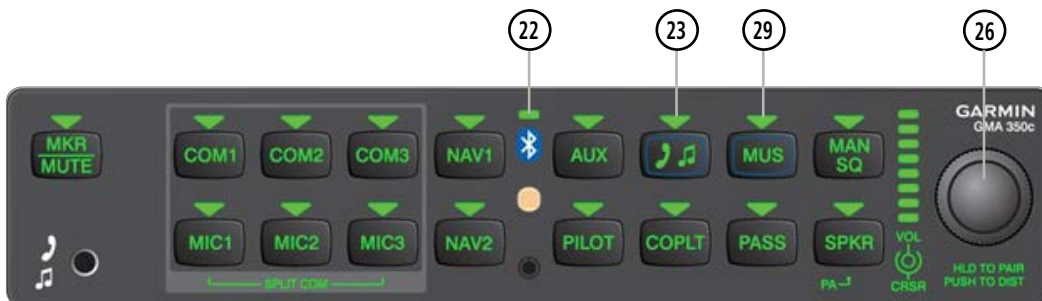 22 23 29 26
GARMIN
GMA 350c
MKR
MUTE
COM1 COM2 COM3 NAV1 AUX MUS MAN
SQ
MIC1 MIC2 MIC3 NAV2 PILOT COPLT PASS SPKR
SPLIT COM
PA
VOL
CRSR
HLD TO PAIR
PUSH TO DIST